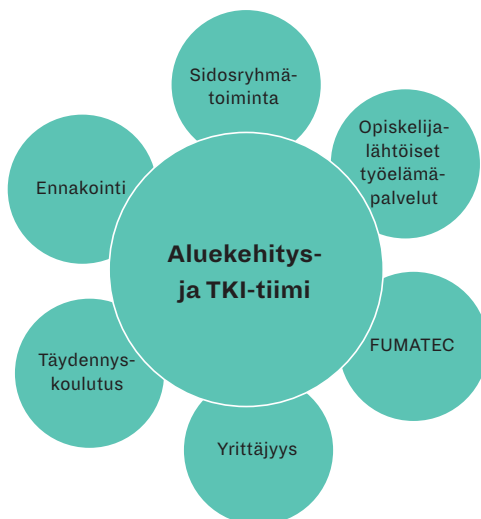 Sidosryhmä-
toiminta
Opiskelija-
lähtöiset
työelämä-
palvelut
Ennakointi
Aluekehitys-
ja TKI-tiimi
FUMATEC
Täydennys-
koulutus
Yrittäjyys